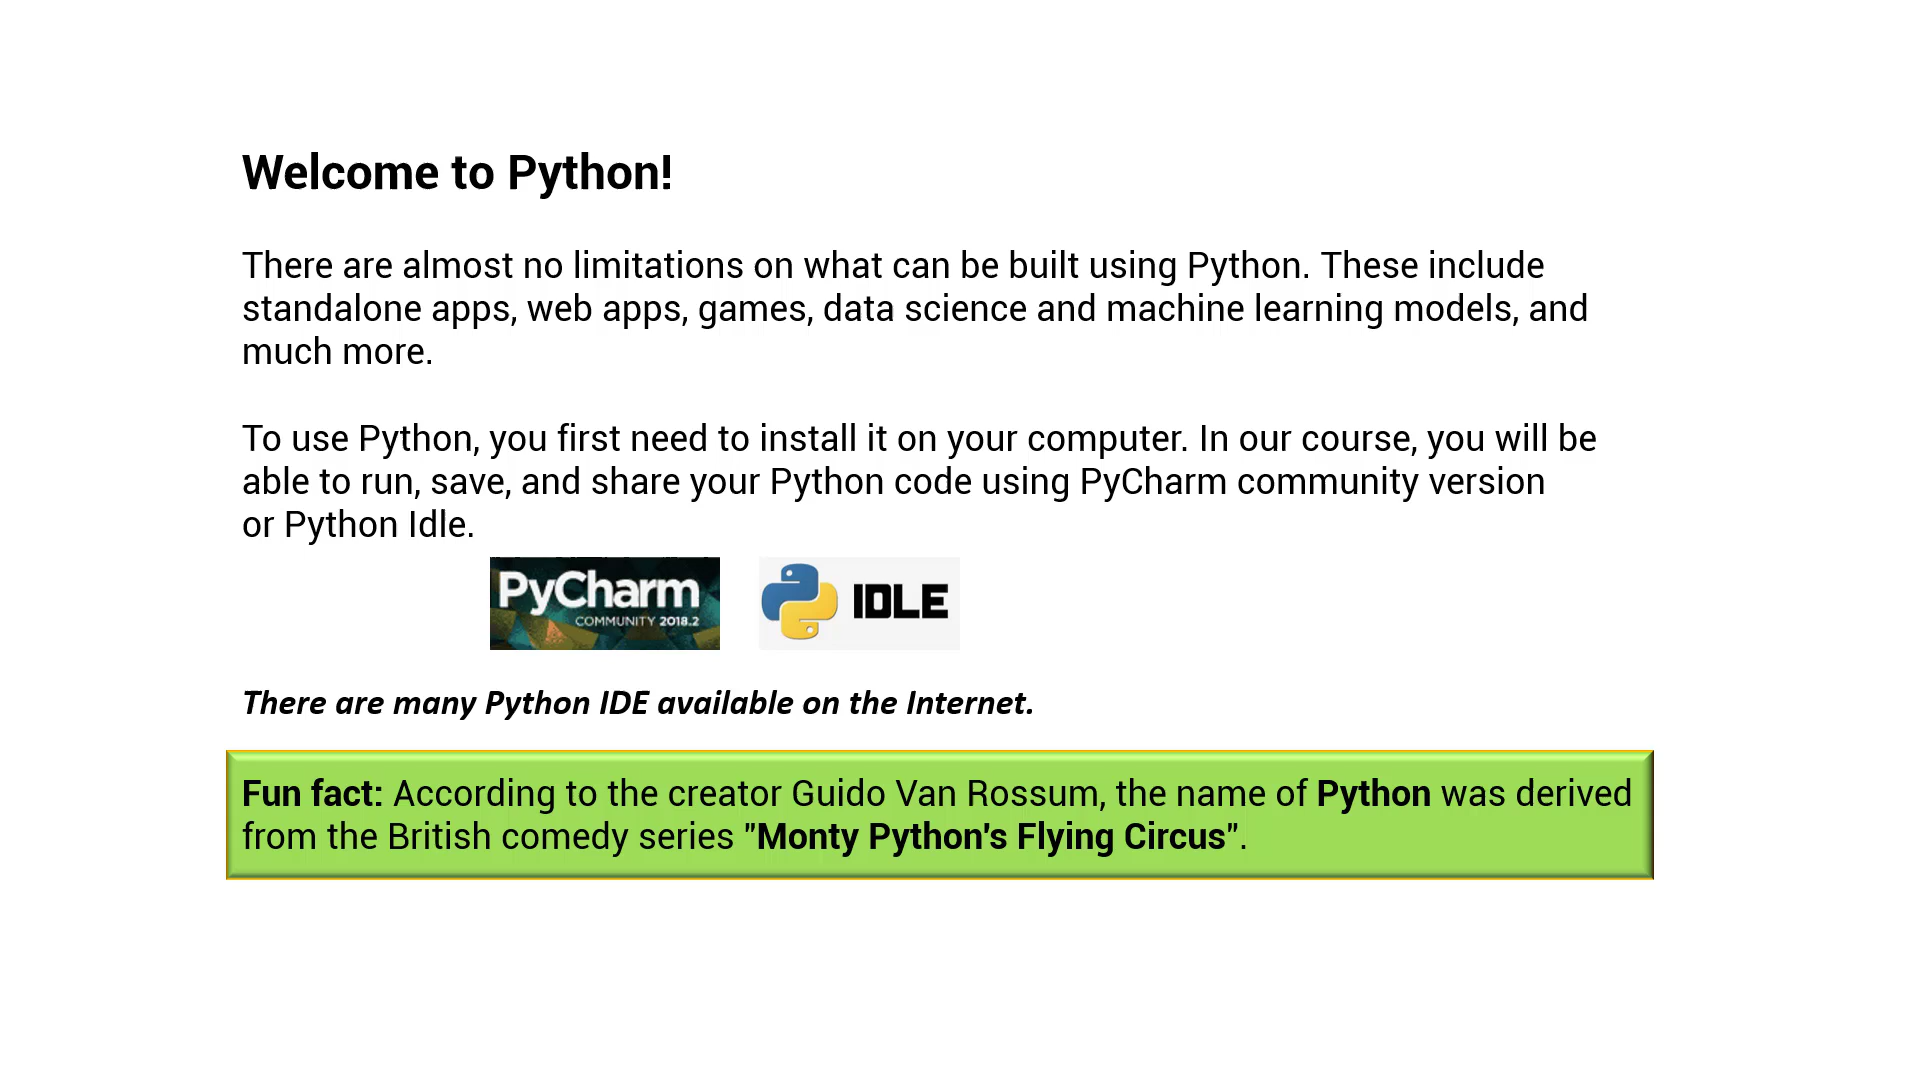 Welcome to Python!
There are almost no limitations on what can be built using Python. These include
standalone apps, web apps, games, data science and machine learning models, and
much more.
To use Python, you first need to install it on your computer. In our course, you will be
able to run, save, and share your Python code using PyCharm community version
or Python Idle.
PyCharm
COMMUNITY 2018.2
IDLE
There are many Python IDE available on the Internet.
Fun fact: According to the creator Guido Van Rossum, the name of Python was derived
from the British comedy series "Monty Python's Flying Circus".